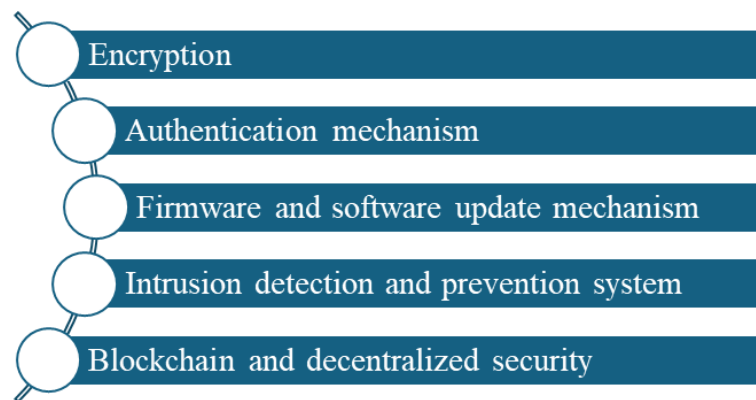 Encryption
Authentication mechanism
Firmware and software update mechanism
Intrusion detection and prevention system
Blockchain and decentralized security